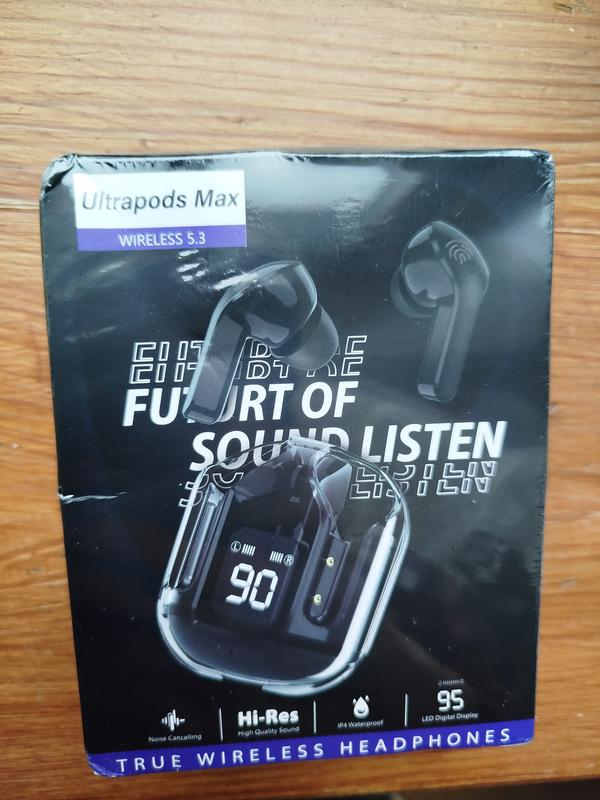 Ultrapods Max
WIRELESS 5.3
FUTURT OF
SOUND LISTEN
L R
90
Noise Cancelling
Hi-Res
High Quality Sound
IP4 Waterproof
95
LED Digital Display
TRUE WIRELESS HEADPHONES